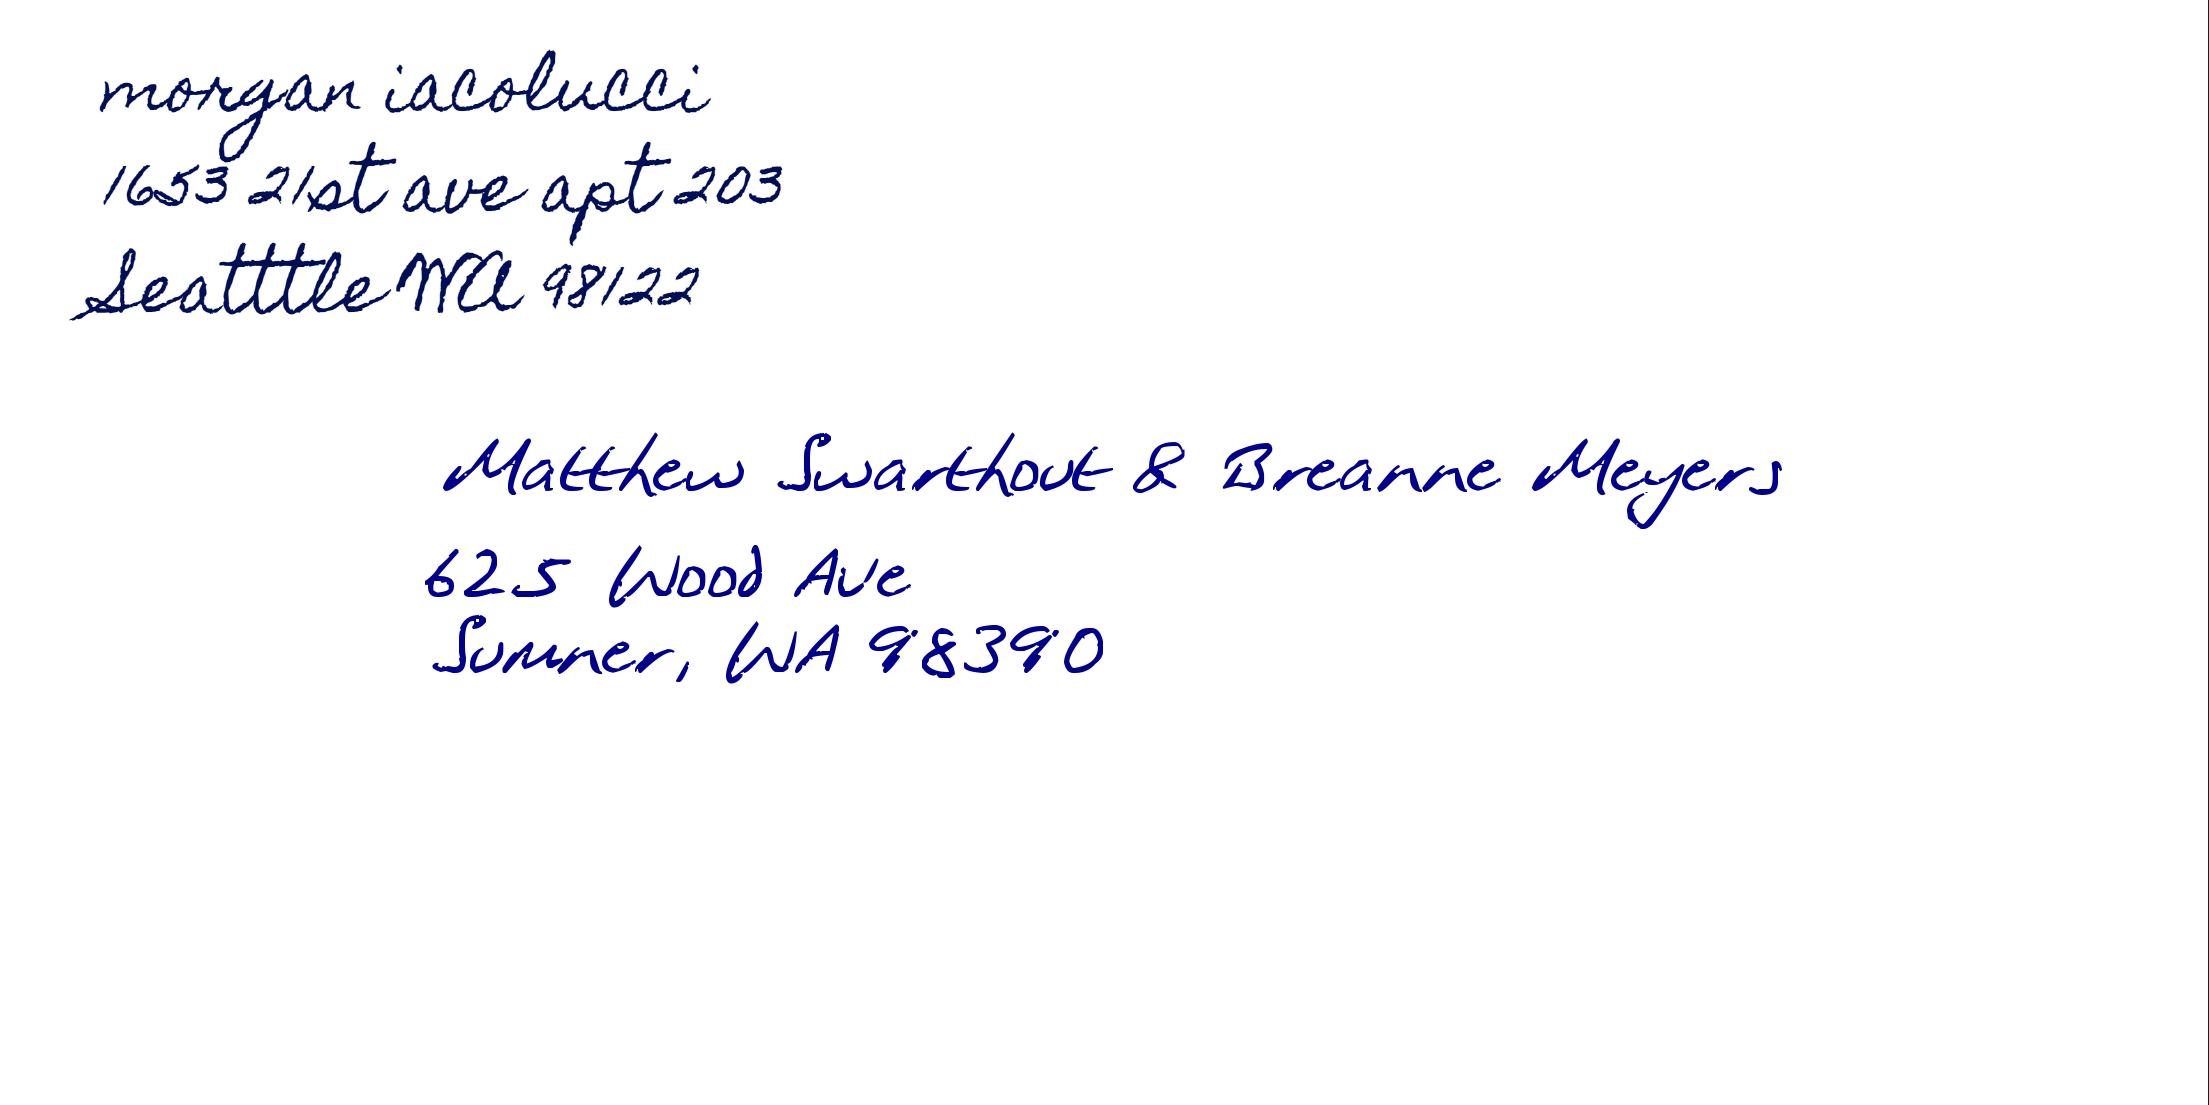 morgan iacolucci
1653 21st ave apt 203
Seatttle WA 98122
Matthew Swarthout & Breanne Meyers
625 Wood Ave
Sumner, WA 98390